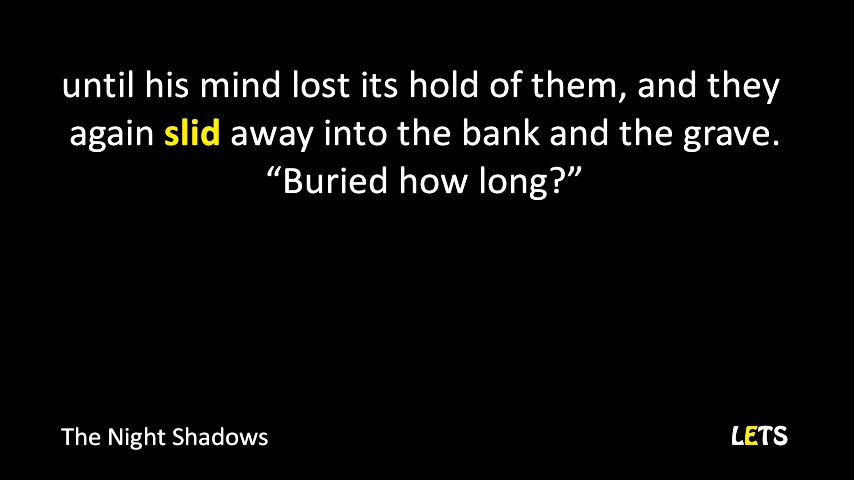 until his mind lost its hold of them, and they
again slid away into the bank and the grave.
“Buried how long?”
The Night Shadows
LETS